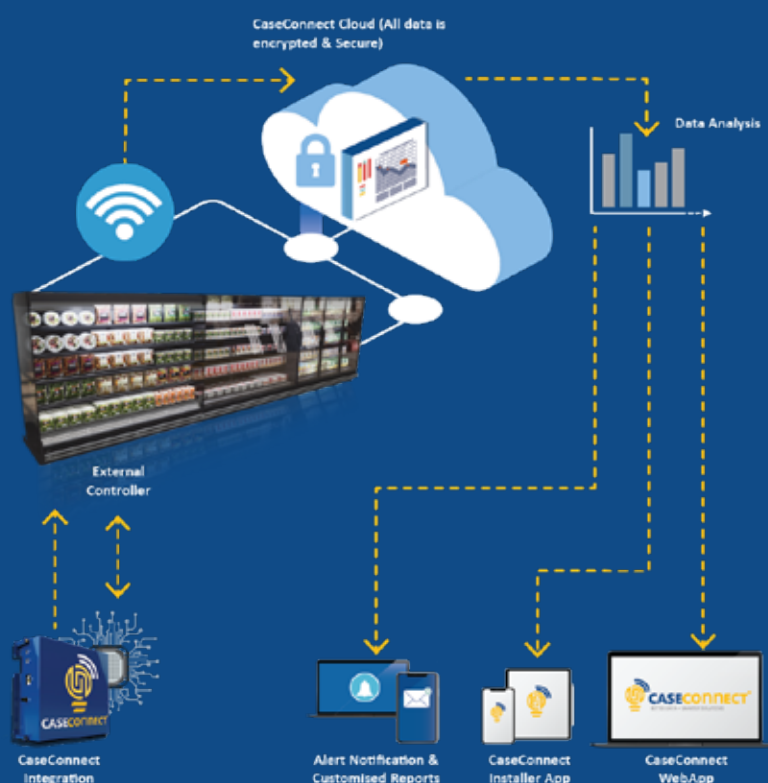 CaseConnect Cloud (All data is
encrypted & Secure)
Data Analysis
External
Controller
CASECONNECT
CASECONNECT
CaseConnect
Integration
Alert Notification &
Customised Reports
CaseConnect
Installer App
CaseConnect
WebApp